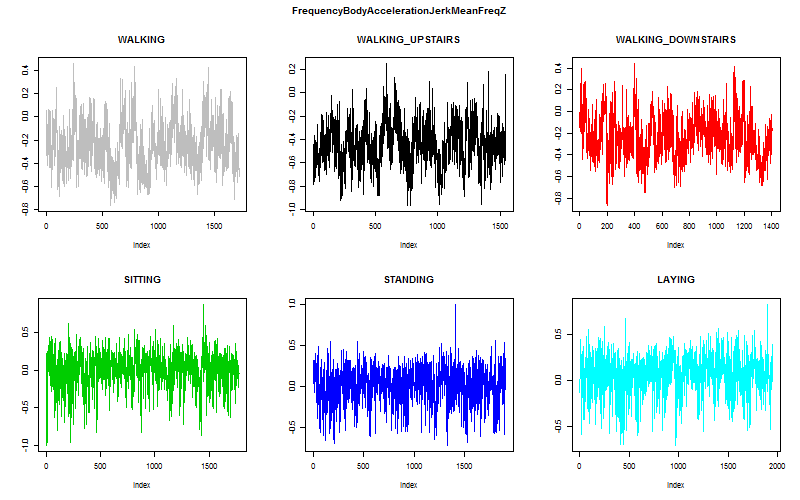 FrequencyBodyAccelerationJerkMeanFreqZ
WALKING
WALKING_UPSTAIRS
WALKING_DOWNSTAIRS
0.4
0.2
0.0
-0.2
-0.4
-0.6
-0.8
0 500 1000 1500
Index
0.2
0.0
-0.2
-0.4
-0.6
-0.8
-1.0
0 500 1000 1500
Index
0.4
0.2
0.0
-0.2
-0.4
-0.6
-0.8
0 200 400 600 800 1000 1400
Index
SITTING
STANDING
LAYING
0.5
0.0
-0.5
-1.0
0 500 1000 1500
Index
1.0
0.5
0.0
-0.5
0 500 1000 1500
Index
0.5
0.0
-0.5
0 500 1000 1500 2000
Index